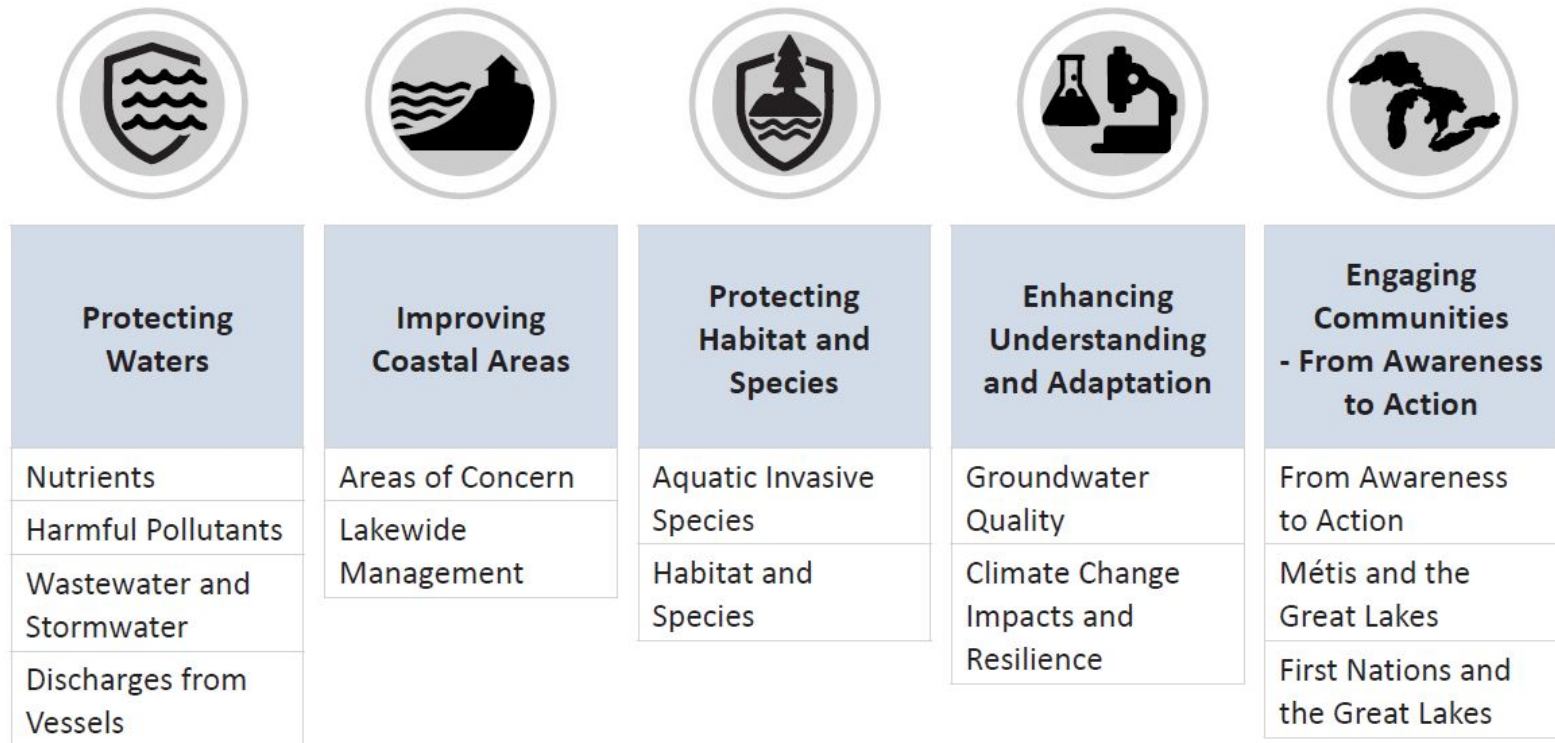 Protecting
Waters
Nutrients
Harmful Pollutants
Wastewater and
Stormwater
Discharges from
Vessels
Improving
Coastal Areas
Areas of Concern
Lakewide
Management
Protecting
Habitat and
Species
Aquatic Invasive
Species
Habitat and
Species
Enhancing
Understanding
and Adaptation
Groundwater
Quality
Climate Change
Impacts and
Resilience
Engaging
Communities
- From Awareness
to Action
From Awareness
to Action
Métis and the
Great Lakes
First Nations and
the Great Lakes